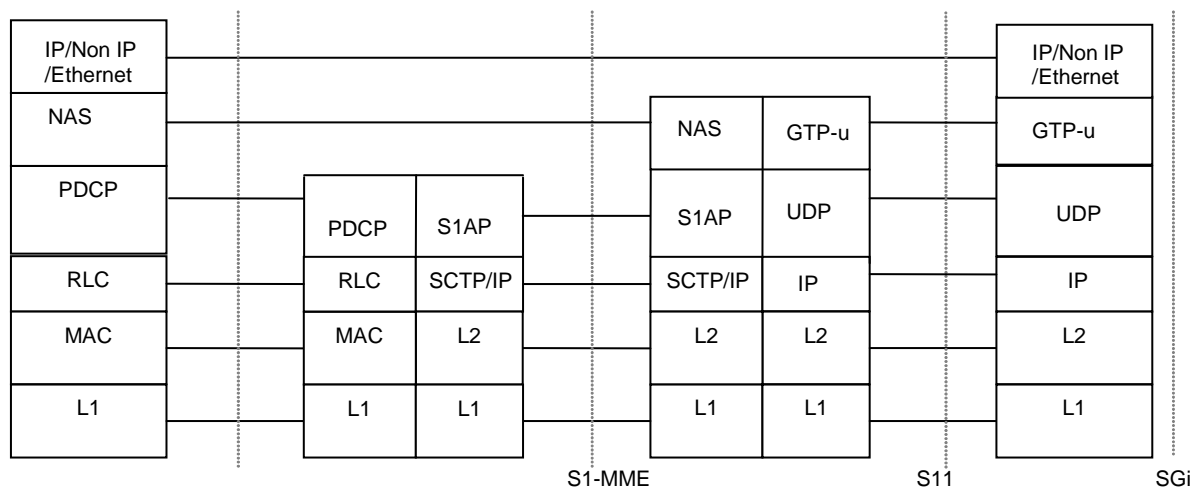 IP/Non IP
/Ethernet
NAS
PDCP
RLC
MAC
L1
PDCP
S1AP
RLC
SCTP/IP
MAC
L2
L1
L1
NAS
GTP-u
S1AP
UDP
SCTP/IP
IP
L2
L2
L1
L1
IP/Non IP
/Ethernet
GTP-u
UDP
IP
L2
L1
S1-MME
S11
SGi